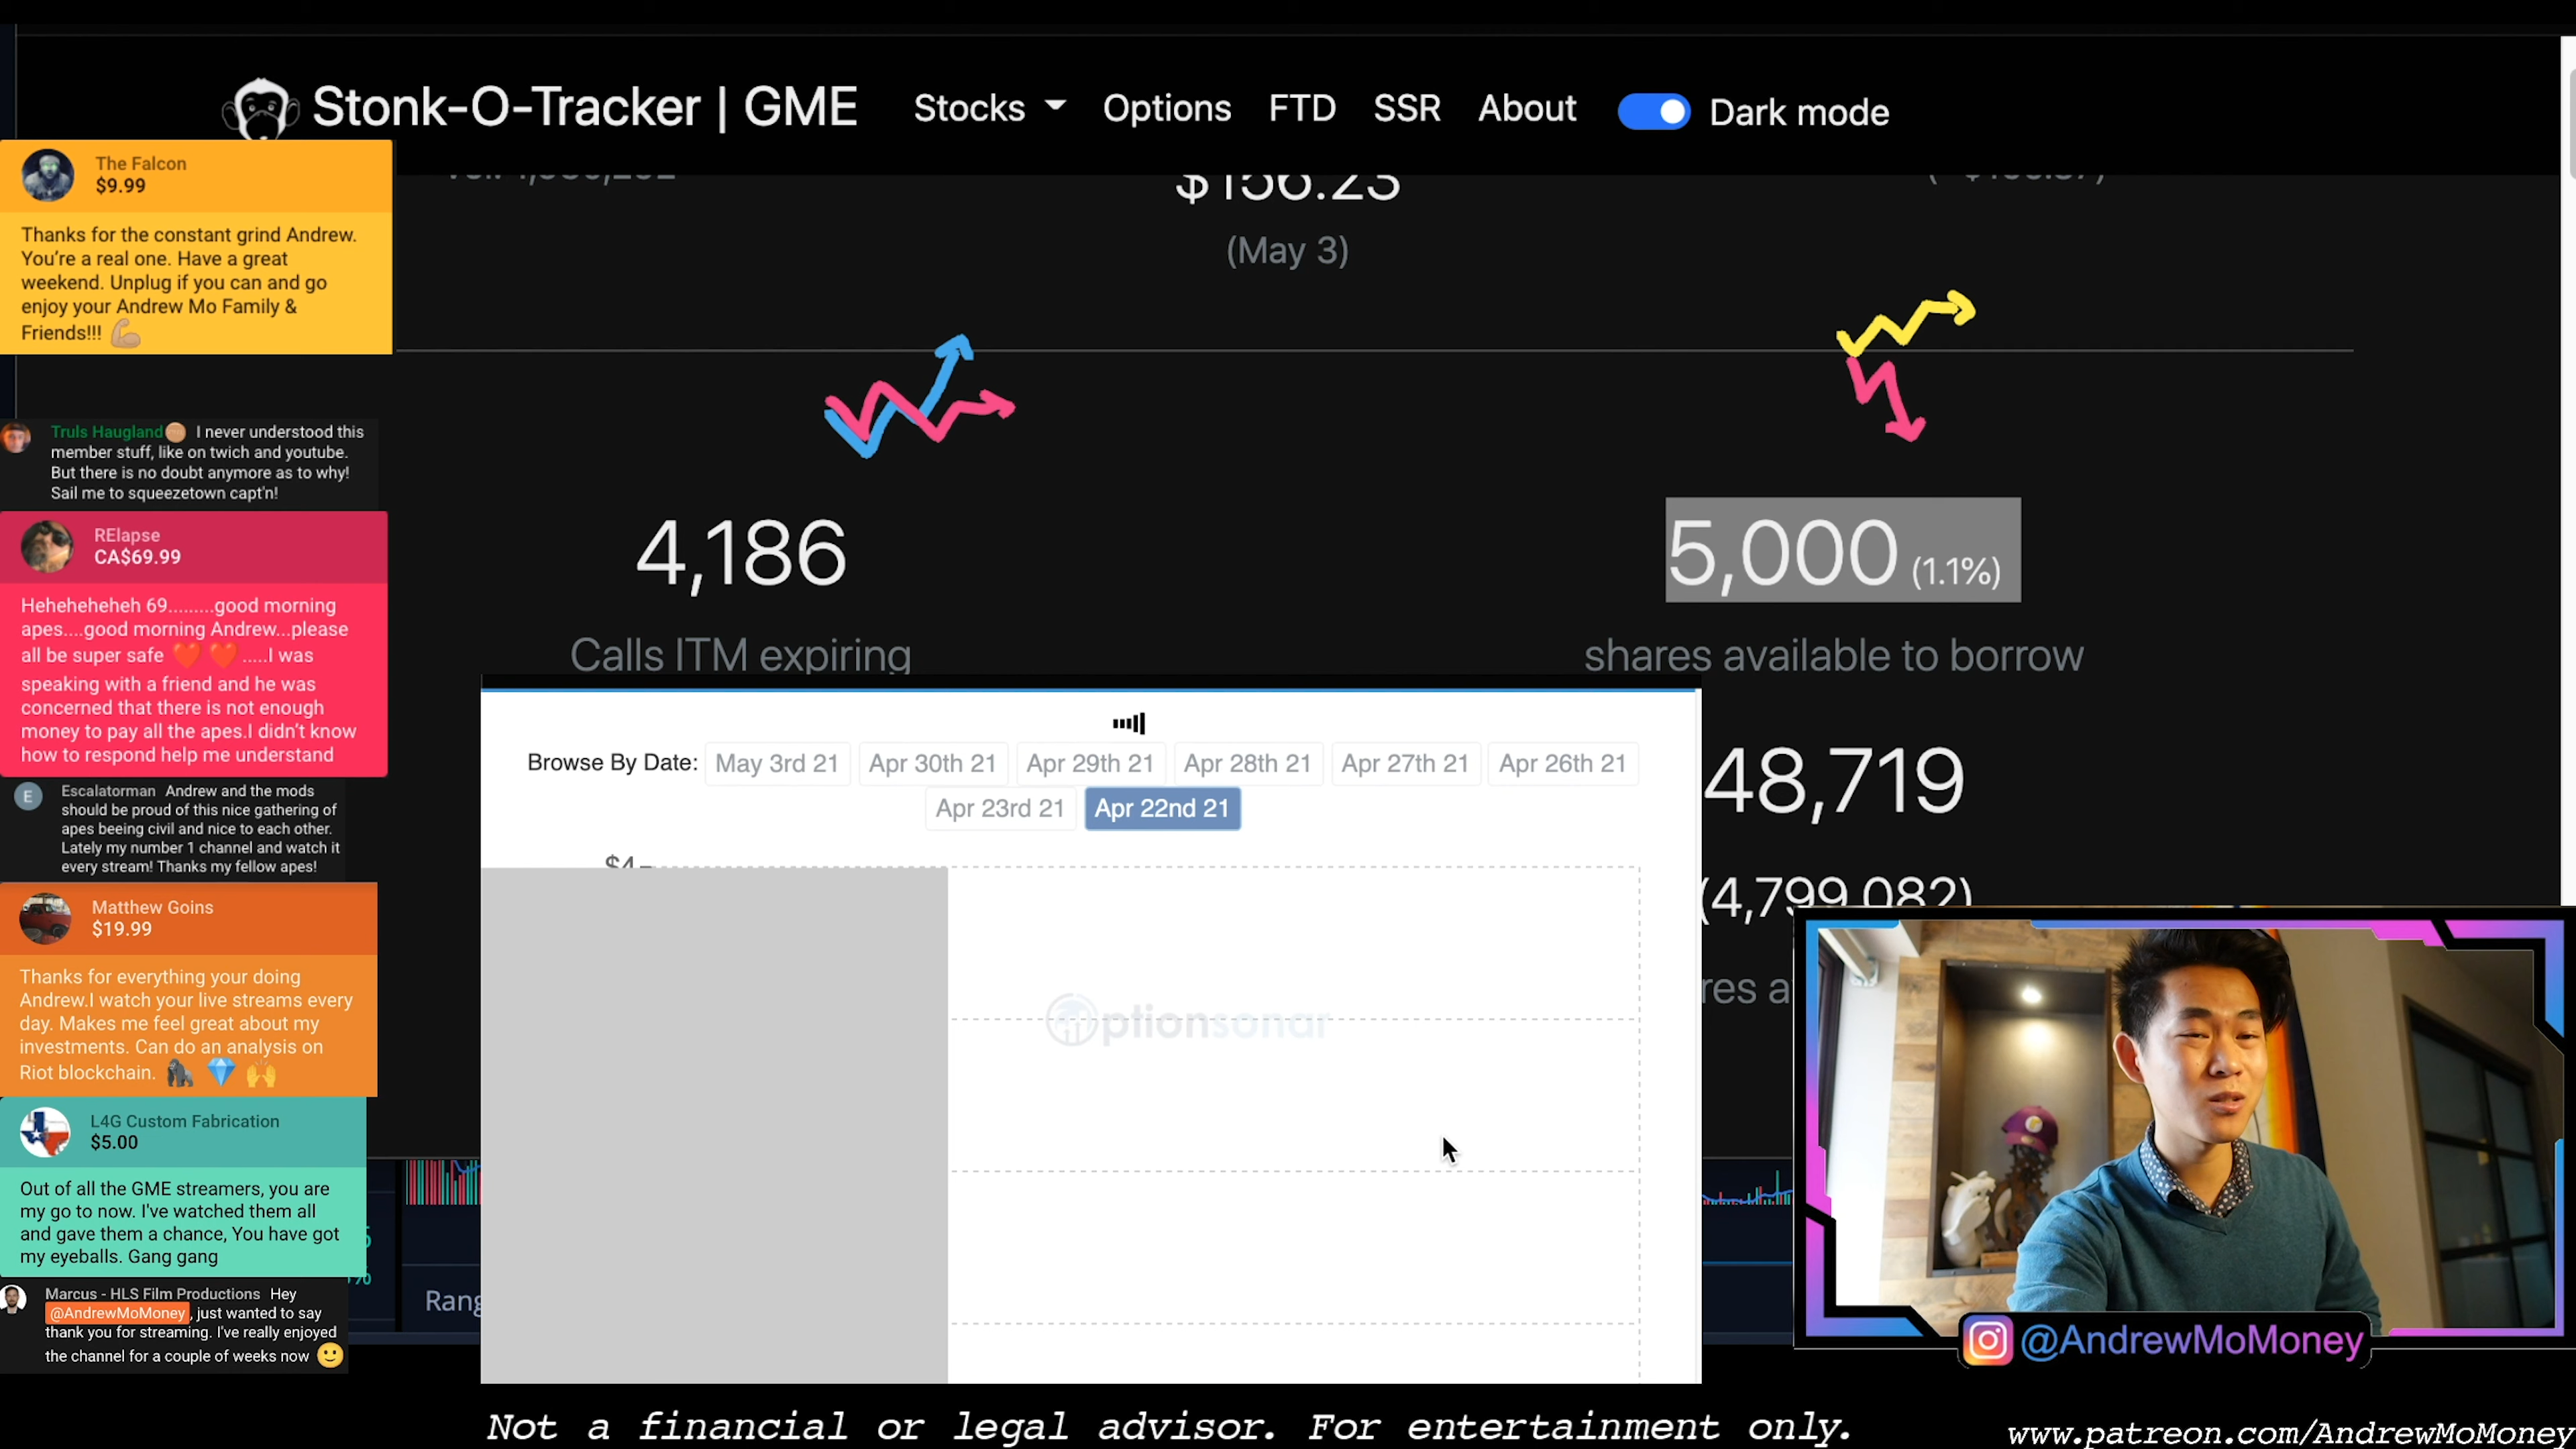 Stonk-O-Tracker | GME
Stocks
Options
FTD
SSR
About
Dark mode
$156.23
(May 3)
The Falcon
$9.99
Thanks for the constant grind Andrew.
You're a real one. Have a great
weekend. Unplug if you can and go
enjoy your Andrew Mo Family &
Friends!!! 💪🏼
Truls Haugland I never understood this
member stuff, like on twich and youtube.
But there is no doubt anymore as to why!
Sail me to squeezetown capt'n!
RElapse
CA$69.99
Heheheheheh 69.........good morning
apes....good morning Andrew...please
all be super safe ❤️ ❤️ .....I was
speaking with a friend and he was
concerned that there is not enough
money to pay all the apes.I didn't know
how to respond help me understand
E
Escalatorman Andrew and the mods
should be proud of this nice gathering of
apes beeing civil and nice to each other.
Lately my number 1 channel and watch it
every stream! Thanks my fellow apes!
Matthew Goins
$19.99
Thanks for everything your doing
Andrew.I watch your live streams every
day. Makes me feel great about my
investments. Can do an analysis on
Riot blockchain. 🦍 💎 🙌
L4G Custom Fabrication
$5.00
Out of all the GME streamers, you are
my go to now. I've watched them all
and gave them a chance, You have got
my eyeballs. Gang gang
Marcus - HLS Film Productions Hey
@AndrewMoMoney, just wanted to say
thank you for streaming. I've really enjoyed
the channel for a couple of weeks now 🙂
4,186
Calls ITM expiring
5,000 (1.1%)
shares available to borrow
48,719
(4,799,082)
Browse By Date:
May 3rd 21
Apr 30th 21
Apr 29th 21
Apr 28th 21
Apr 27th 21
Apr 26th 21
Apr 23rd 21
Apr 22nd 21
$4
ptionsonar
Rang
@AndrewMoMoney
Not a financial or legal advisor. For entertainment only.
www.patreon.com/AndrewMoMoney